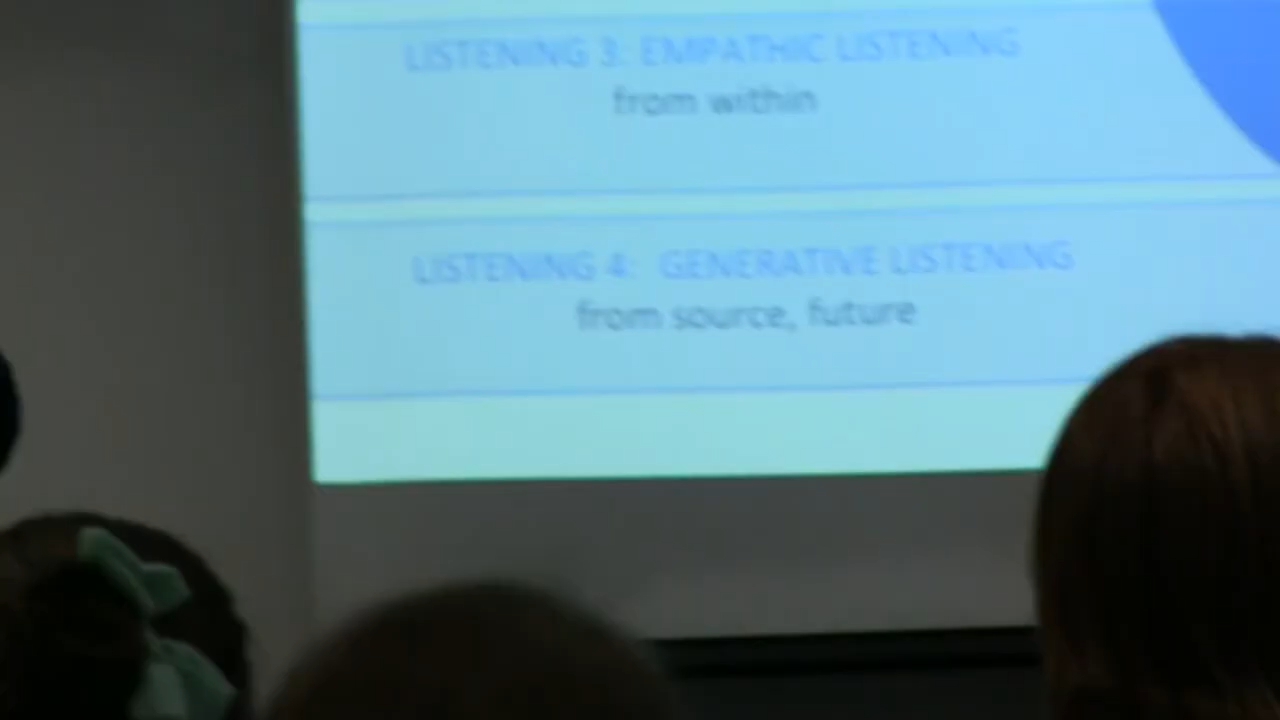 LISTENING 3: EMPATHIC LISTENING
from within
LISTENING 4: GENERATIVE LISTENING
from source, future